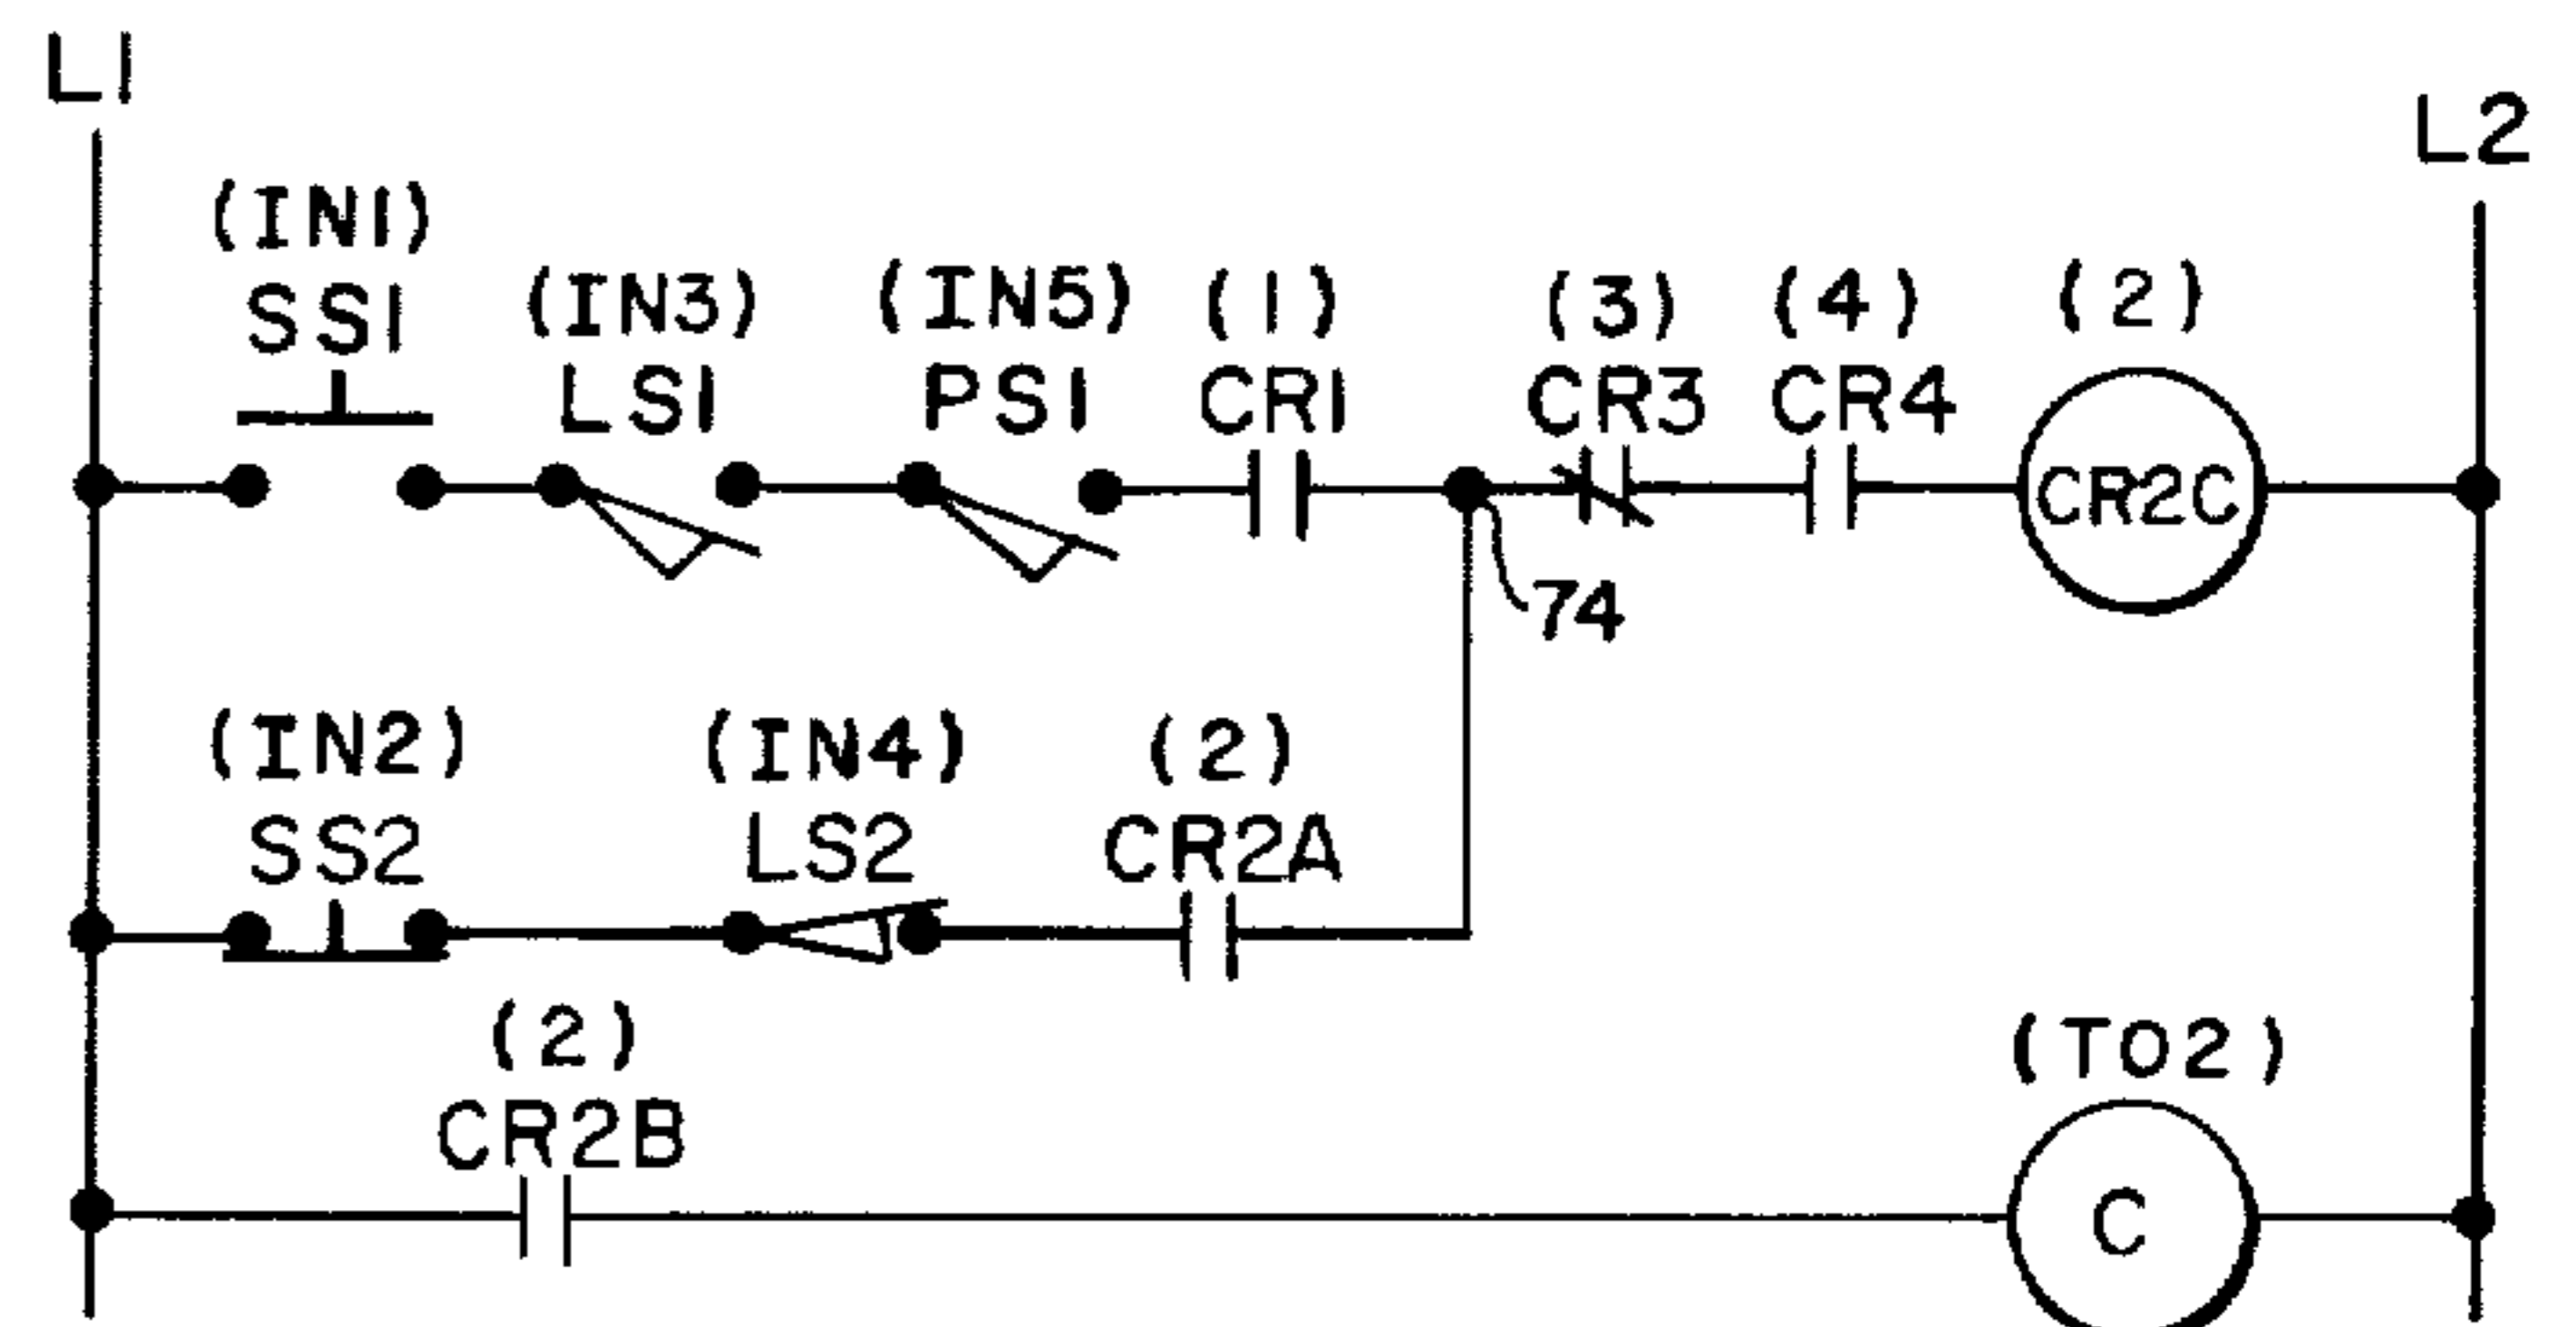 L1
L2
(IN1)
SS1
(IN3)
LS1
(IN5)
PS1
(1)
CR1
(3)
CR3
(4)
CR4
(2)
CR2C
74
(IN2)
SS2
(IN4)
LS2
(2)
CR2A
(2)
CR2B
(TO2)
C